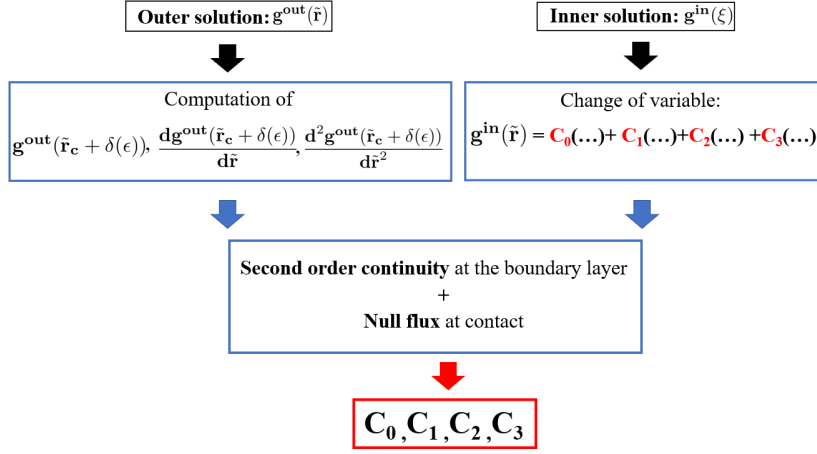 Outer solution: g^out(r̃)
Inner solution: g^in(ξ)
Computation of
g^out(r̃_c + δ(ϵ)), dg^out(r̃_c + δ(ϵ))/dr̃, d²g^out(r̃_c + δ(ϵ))/dr̃²
Change of variable:
g^in(r̃) = C₀(...)+ C₁(...)+C₂(...) +C₃(...)
Second order continuity at the boundary layer
+
Null flux at contact
C₀ ,C₁ ,C₂ ,C₃